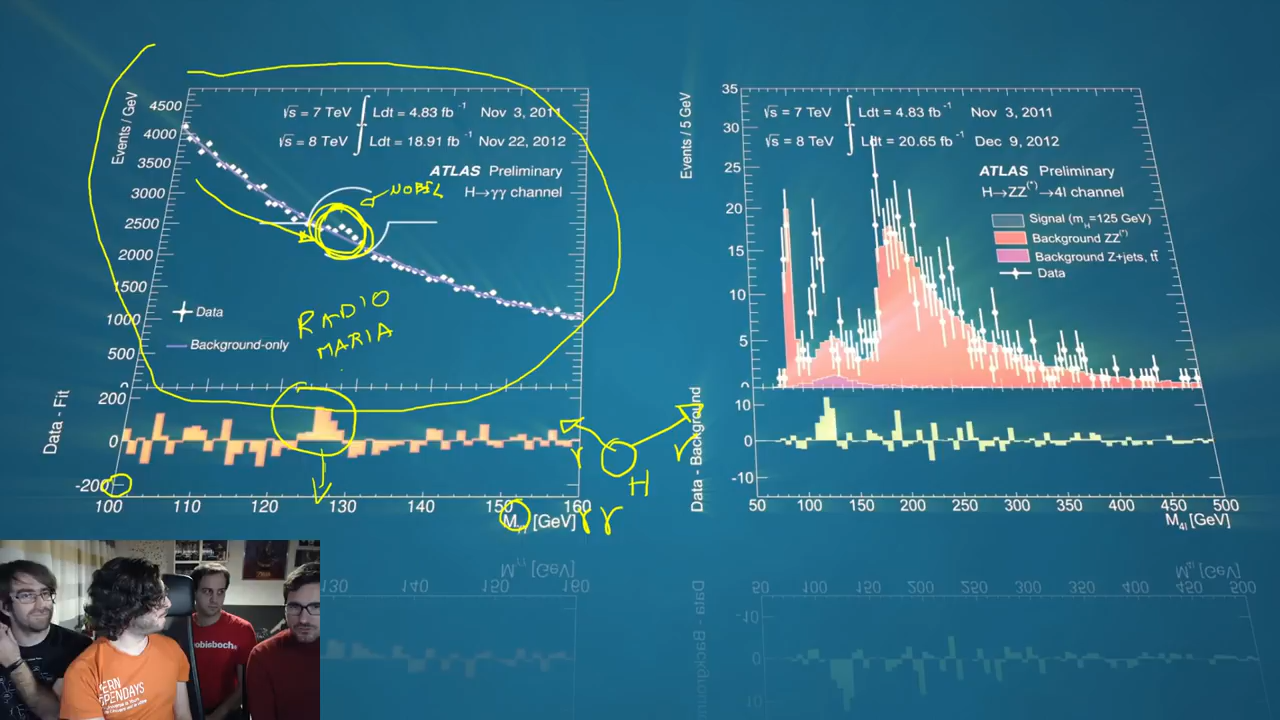 Events / GeV
4500
4000
3500
3000
2500
2000
1500
1000
500
0
√s = 7 TeV ∫ Ldt = 4.83 fb⁻¹ Nov 3, 2011
√s = 8 TeV ∫ Ldt = 18.91 fb⁻¹ Nov 22, 2012
ATLAS Preliminary
H→γγ channel
NOBEL
RADIO
MARIA
Data
Background-only
Data - Fit
200
0
-200
100 110 120 130 140 150 160
M [GeV] γγ
γ
H
γ
Events / 5 GeV
35
30
25
20
15
10
5
0
√s = 7 TeV ∫ Ldt = 4.83 fb⁻¹ Nov 3, 2011
√s = 8 TeV ∫ Ldt = 20.65 fb⁻¹ Dec 9, 2012
ATLAS Preliminary
H→ZZ(*)→4l channel
Signal (mH=125 GeV)
Background ZZ(*)
Background Z+jets, tt̄
Data
Data - Background
10
0
-10
50 100 150 200 250 300 350 400 450 500
M4l [GeV]